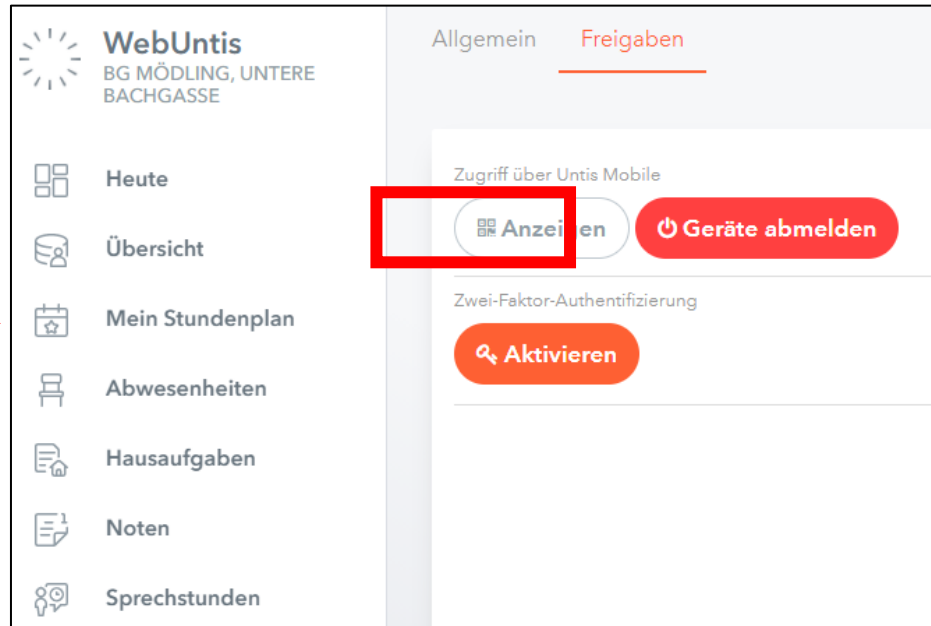 WebUntis
BG MÖDLING, UNTERE
BACHGASSE
Heute
Übersicht
Mein Stundenplan
Abwesenheiten
Hausaufgaben
Noten
Sprechstunden
Allgemein Freigaben
Zugriff über Untis Mobile
Anzeigen Geräte abmelden
Zwei-Faktor-Authentifizierung
Aktivieren